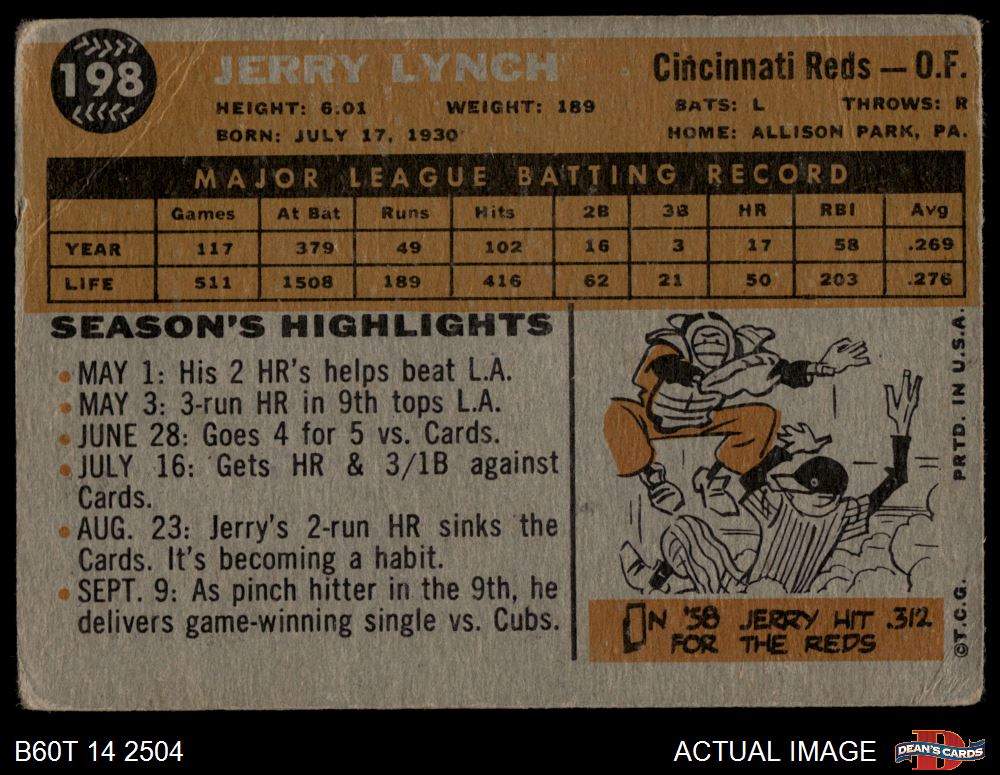 198
JERRY LYNCH
Cincinnati Reds — O.F.
HEIGHT: 6.01 WEIGHT: 189 BATS: L THROWS: R
BORN: JULY 17, 1930 HOME: ALLISON PARK, PA.
MAJOR LEAGUE BATTING RECORD
Games At Bat Runs Hits 2B 3B HR RBI Avg
YEAR 117 379 49 102 16 3 17 58 .269
LIFE 511 1508 189 416 62 21 50 203 .276
SEASON'S HIGHLIGHTS
• MAY 1: His 2 HR's helps beat L.A.
• MAY 3: 3-run HR in 9th tops L.A.
• JUNE 28: Goes 4 for 5 vs. Cards.
• JULY 16: Gets HR & 3/1B against
Cards.
• AUG. 23: Jerry's 2-run HR sinks the
Cards. It's becoming a habit.
• SEPT. 9: As pinch hitter in the 9th, he
delivers game-winning single vs. Cubs.
IN '58 JERRY HIT .312
FOR THE REDS
©T.C.G. PRTD. IN U.S.A.
B60T 14 2504
ACTUAL IMAGE
DEAN'S CARDS